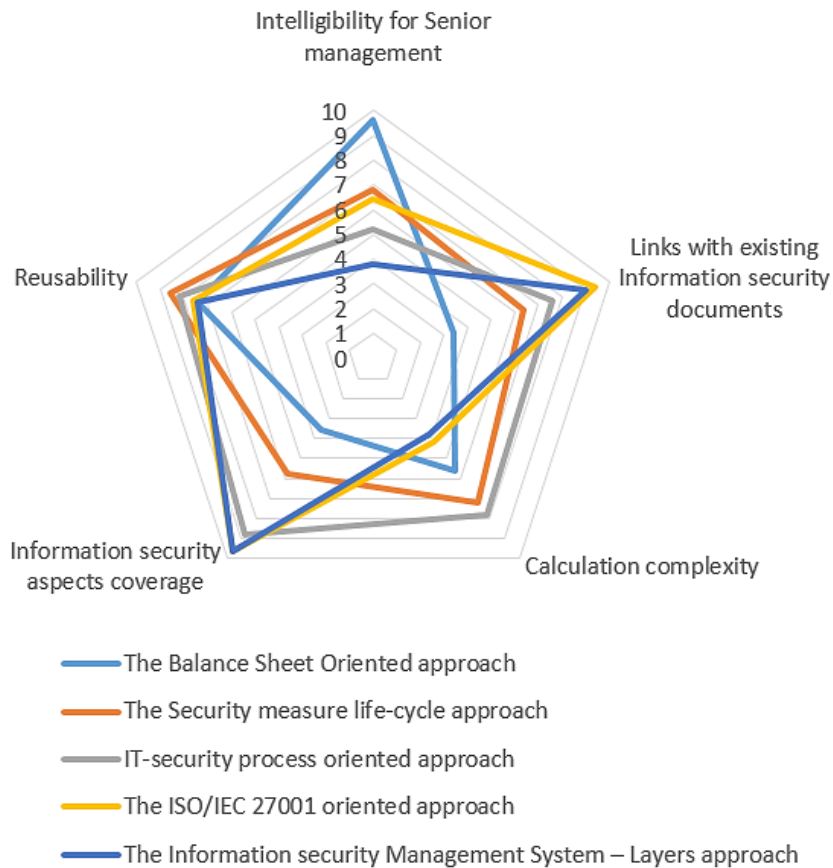 Intelligibility for Senior
management
10
9
8
7
6
5
4
3
2
1
0
Links with existing
Information security
documents
Reusability
Information security
aspects coverage
Calculation complexity
The Balance Sheet Oriented approach
The Security measure life-cycle approach
IT-security process oriented approach
The ISO/IEC 27001 oriented approach
The Information security Management System – Layers approach